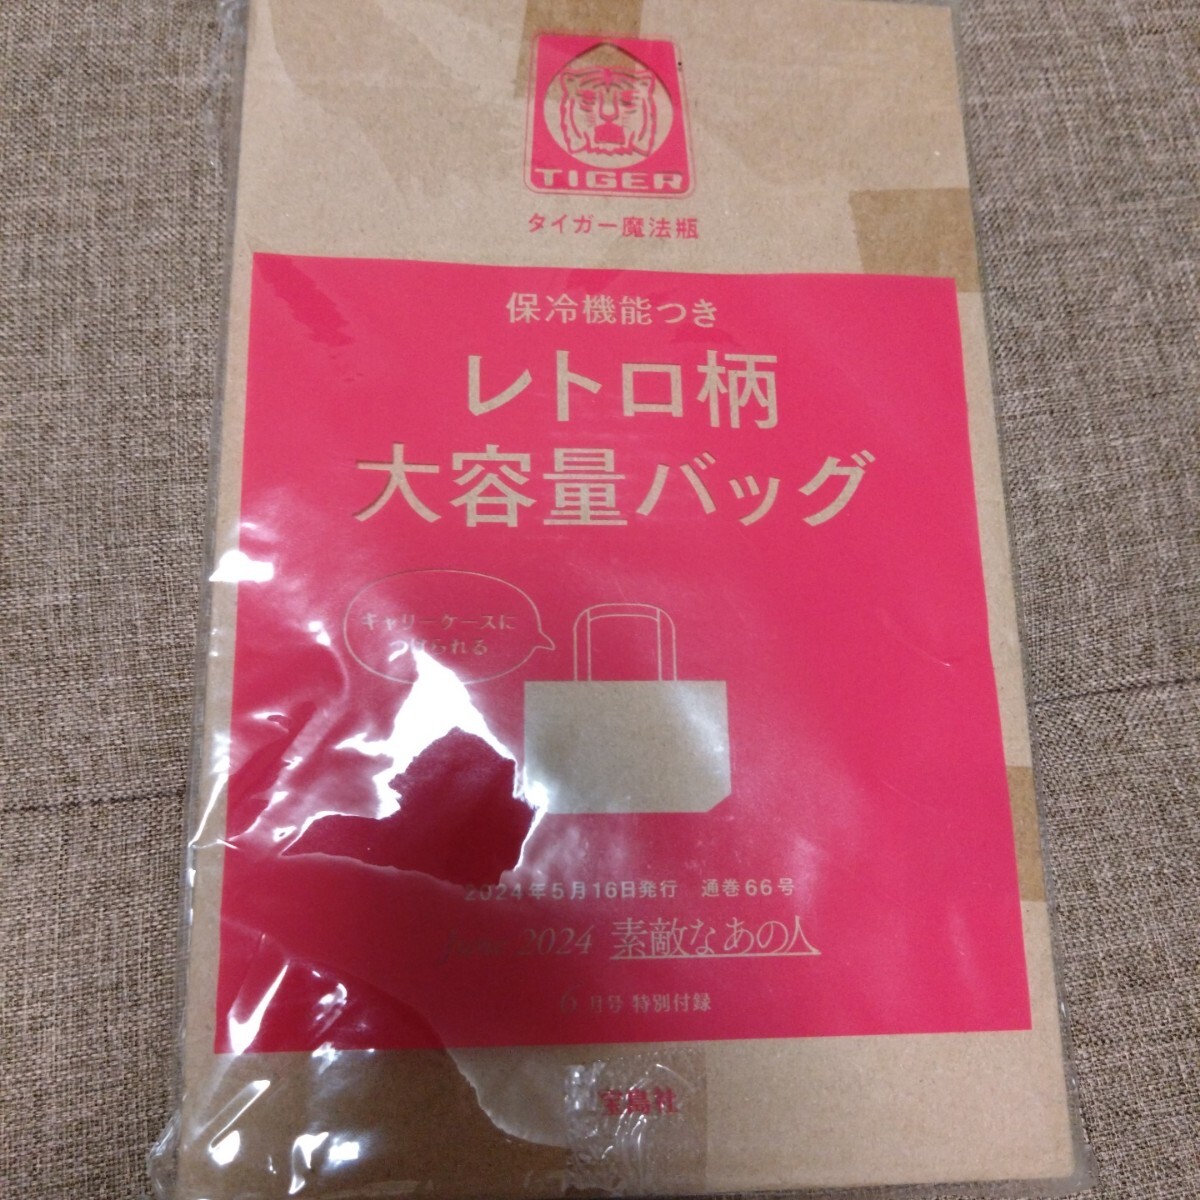 TIGER
タイガー魔法瓶
保冷機能つき
レトロ柄
大容量バッグ
キャリーケースに
つけられる
2024年5月16日発行 通巻66号
June 2024 素敵なあの人
6月号 特別付録
宝島社